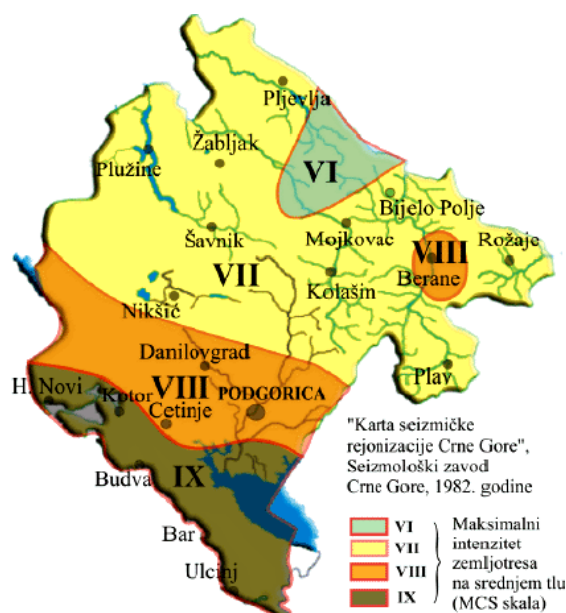 Pljevlja
Žabljak
Plužine
VI
Bijelo Polje
Šavnik
Mojkovac
VIII
Rožaje
VII
Berane
Kolašin
Nikšić
Danilovgrad
Plav
H. Novi
VIII
Kotor
PODGORICA
Cetinje
"Karta seizmičke
rejonizacije Crne Gore",
Seizmološki zavod
Crne Gore, 1982. godine
IX
Budva
Bar
Ulcinj
VI
VII
VIII
IX
Maksimalni
intenzitet
zemljotresa
na srednjem tlu
(MCS skala)